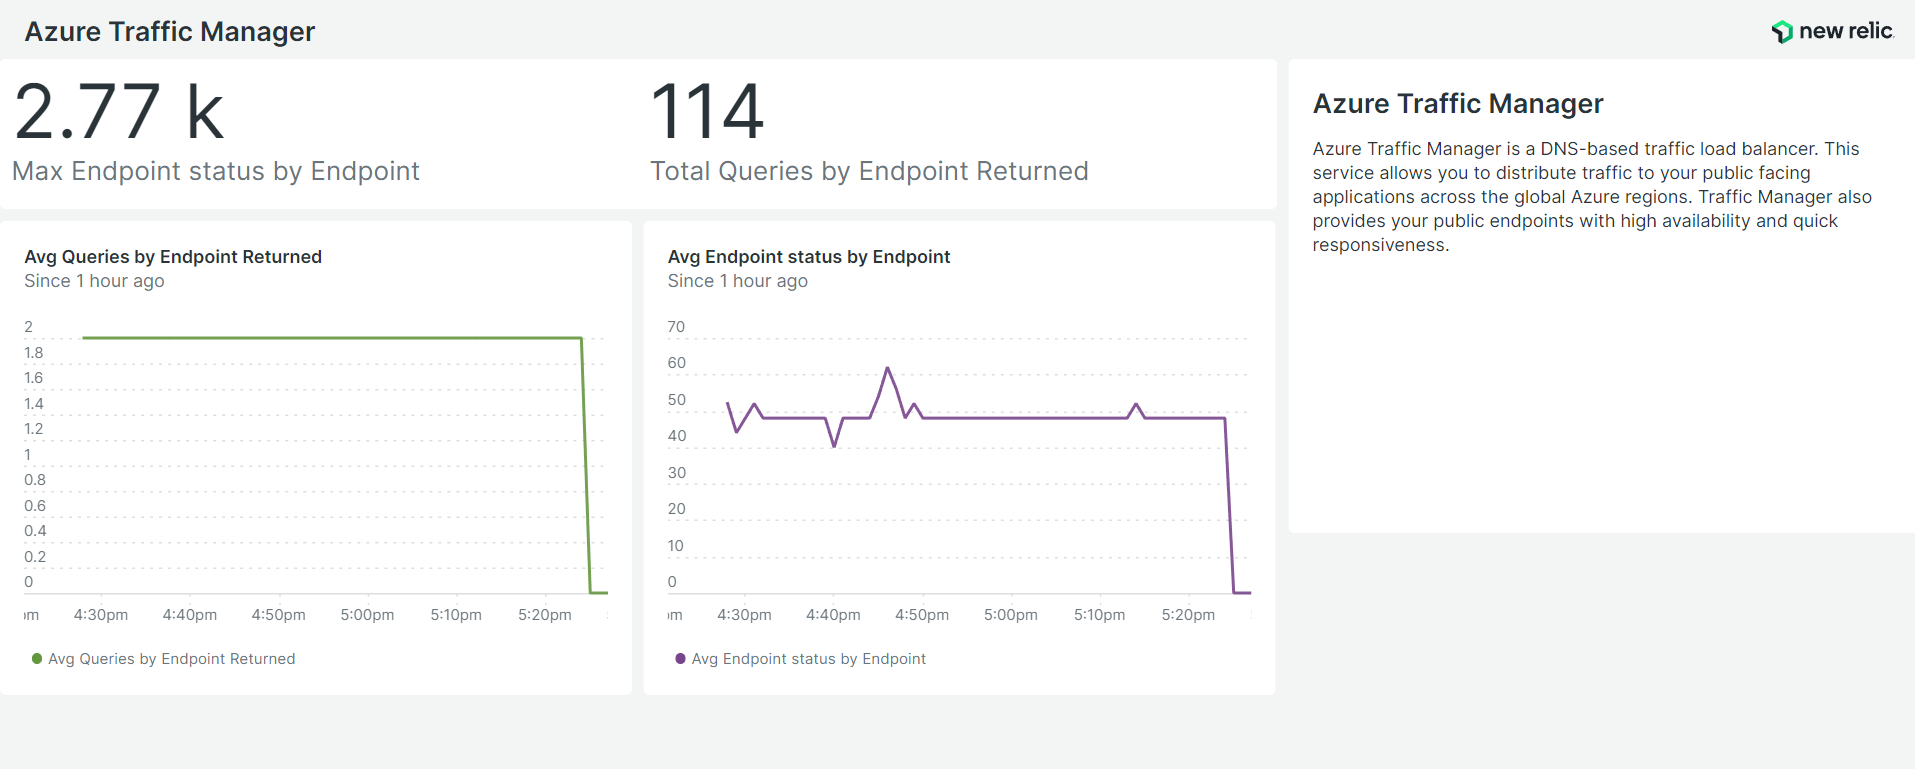 Azure Traffic Manager
new relic.
2.77 k
Max Endpoint status by Endpoint
114
Total Queries by Endpoint Returned
Azure Traffic Manager
Azure Traffic Manager is a DNS-based traffic load balancer. This
service allows you to distribute traffic to your public facing
applications across the global Azure regions. Traffic Manager also
provides your public endpoints with high availability and quick
responsiveness.
Avg Queries by Endpoint Returned
Since 1 hour ago
2
1.8
1.6
1.4
1.2
1
0.8
0.6
0.4
0.2
0
pm 4:30pm 4:40pm 4:50pm 5:00pm 5:10pm 5:20pm
Avg Queries by Endpoint Returned
Avg Endpoint status by Endpoint
Since 1 hour ago
70
60
50
40
30
20
10
0
pm 4:30pm 4:40pm 4:50pm 5:00pm 5:10pm 5:20pm
Avg Endpoint status by Endpoint